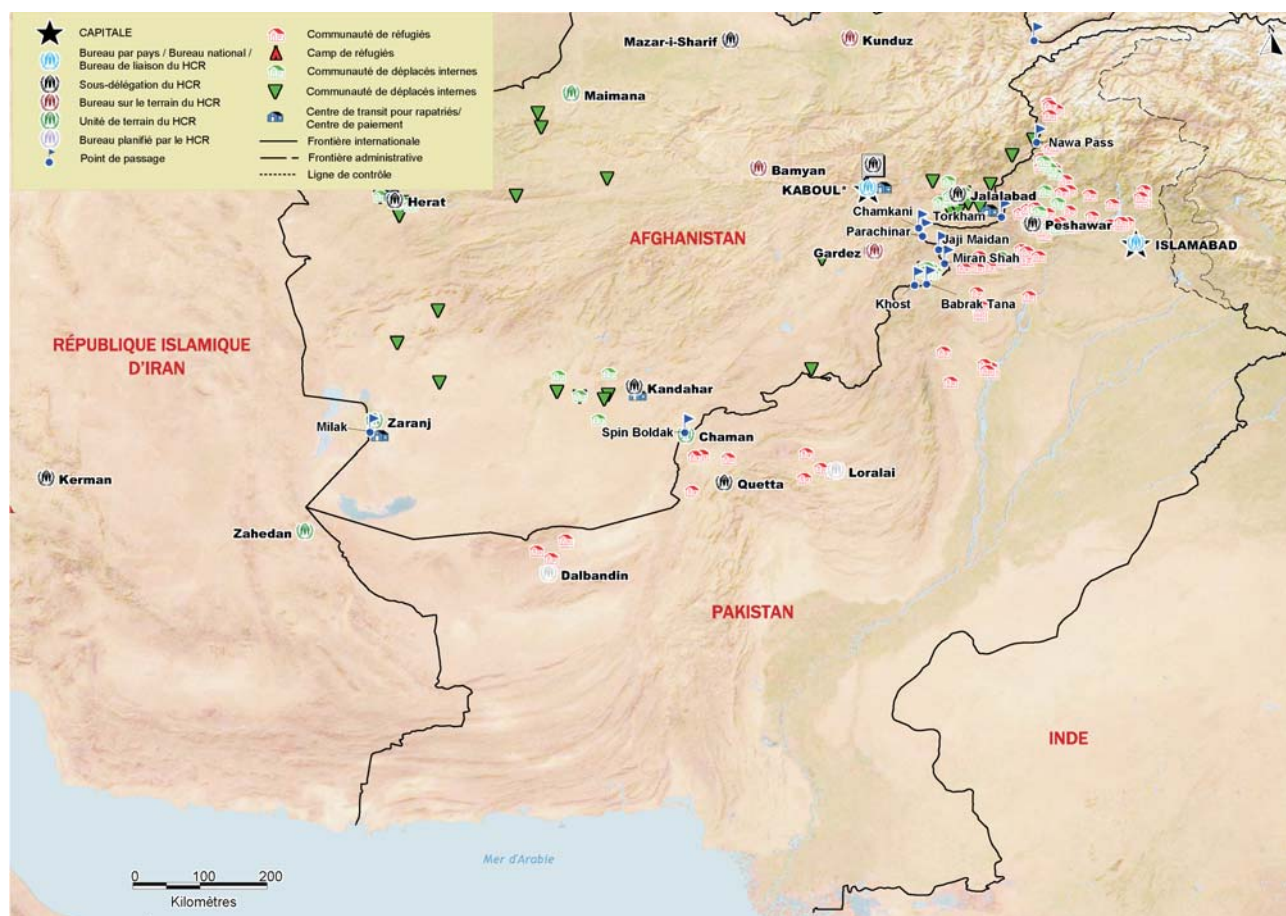 CAPITALE
Bureau par pays / Bureau national /
Bureau de liaison du HCR
Sous-délégation du HCR
Bureau sur le terrain du HCR
Unité de terrain du HCR
Bureau planifié par le HCR
Point de passage
Communauté de réfugiés
Camp de réfugiés
Communauté de déplacés internes
Communauté de déplacés internes
Centre de transit pour rapatriés/
Centre de paiement
Frontière internationale
Frontière administrative
Ligne de contrôle
Mazar-i-Sharif
Kunduz
Maimana
Nawa Pass
Bamyan
KABOUL*
Jalalabad
Herat
Chamkani
Torkham
Peshawar
Parachinar
AFGHANISTAN
Jaji Maidan
ISLAMABAD
Gardez
Miran Shah
Khost
Babrak Tana
RÉPUBLIQUE ISLAMIQUE
D'IRAN
Kandahar
Zaranj
Milak
Spin Boldak
Chaman
Loralai
Kerman
Quetta
Zahedan
Dalbandin
PAKISTAN
INDE
Mer d'Arabie
0 100 200
Kilomètres